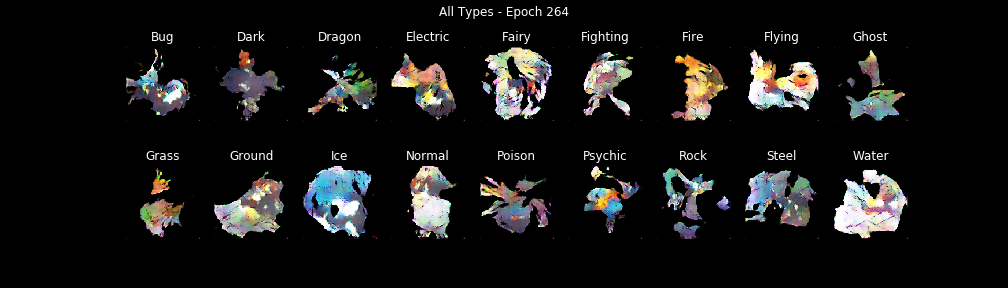 All Types - Epoch 264
Bug Dark Dragon Electric Fairy Fighting Fire Flying Ghost
Grass Ground Ice Normal Poison Psychic Rock Steel Water